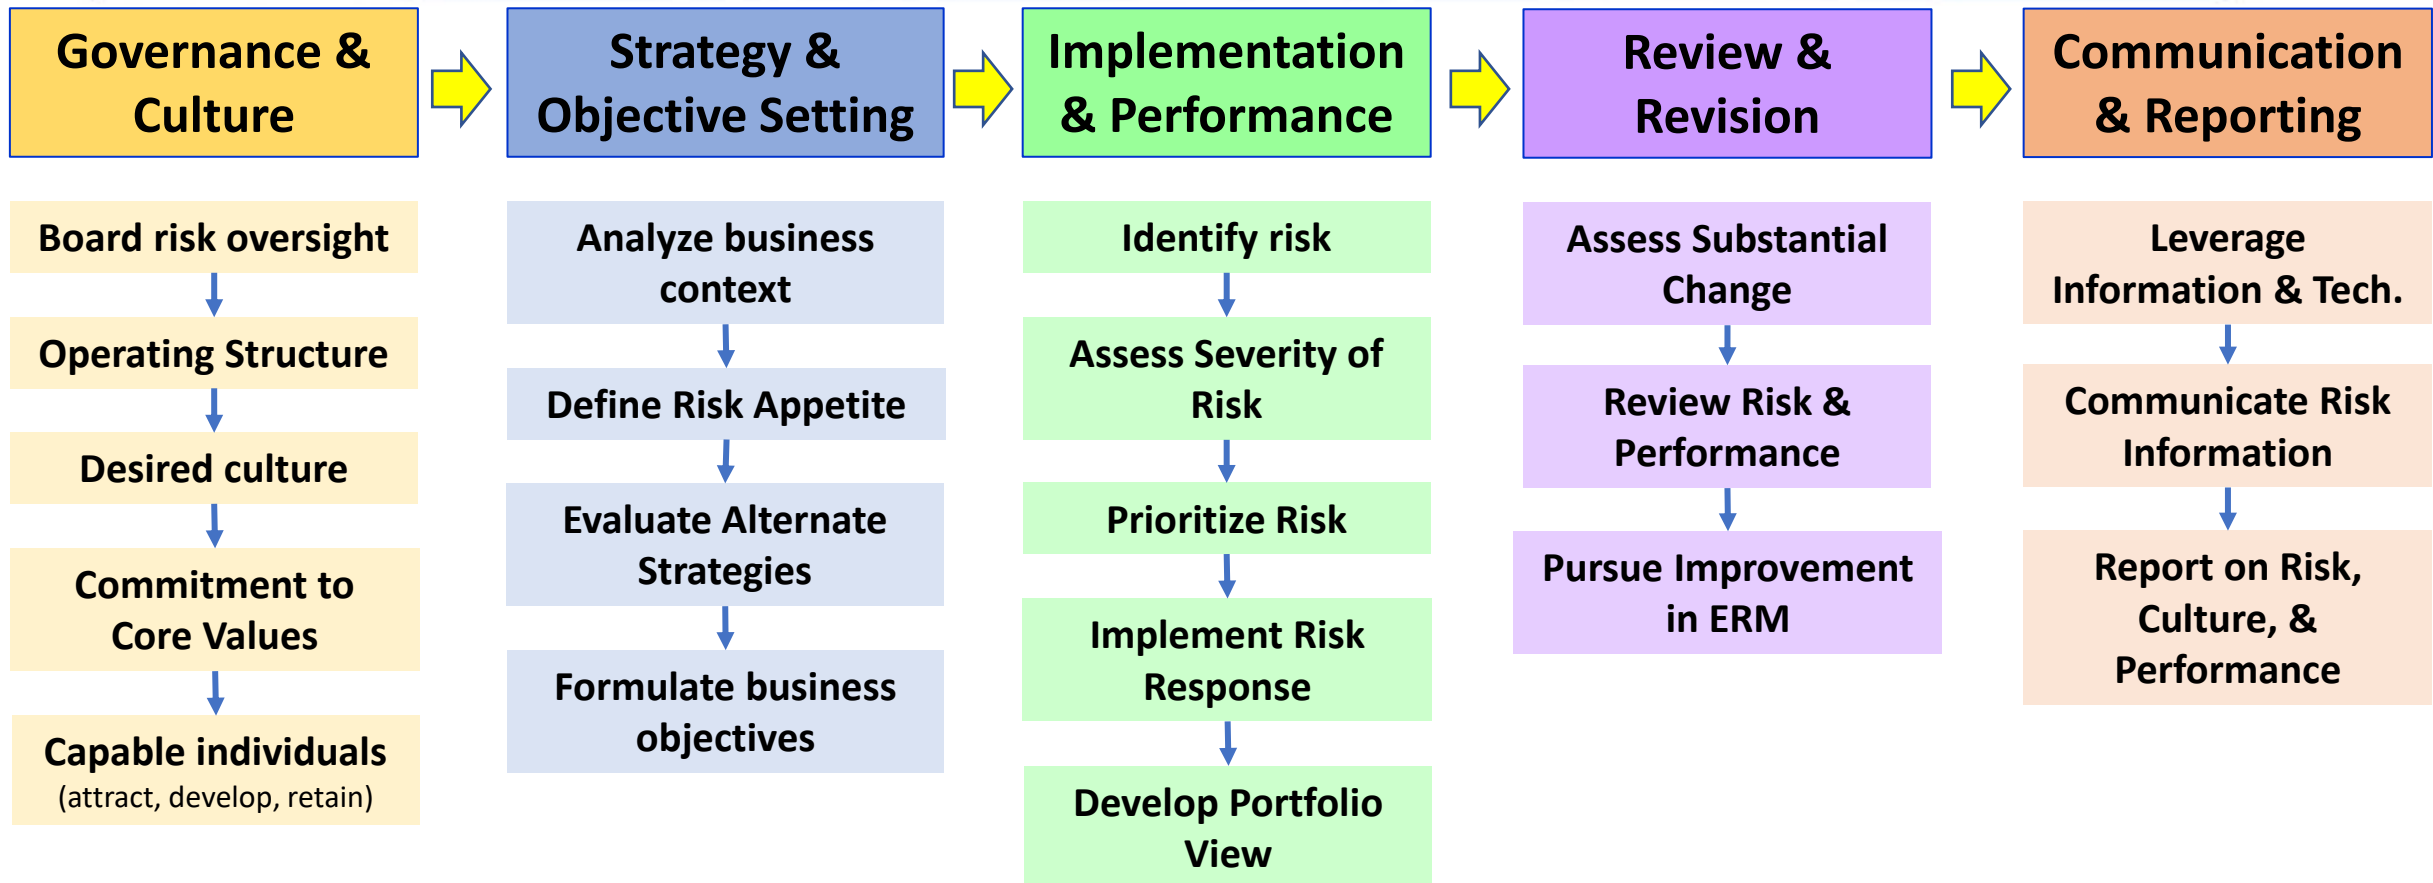 Governance &
Culture
Strategy &
Objective Setting
Implementation
& Performance
Review &
Revision
Communication
& Reporting
Board risk oversight
Operating Structure
Desired culture
Commitment to
Core Values
Capable individuals
(attract, develop, retain)
Analyze business
context
Define Risk Appetite
Evaluate Alternate
Strategies
Formulate business
objectives
Identify risk
Assess Severity of
Risk
Prioritize Risk
Implement Risk
Response
Develop Portfolio
View
Assess Substantial
Change
Review Risk &
Performance
Pursue Improvement
in ERM
Leverage
Information & Tech.
Communicate Risk
Information
Report on Risk,
Culture, &
Performance